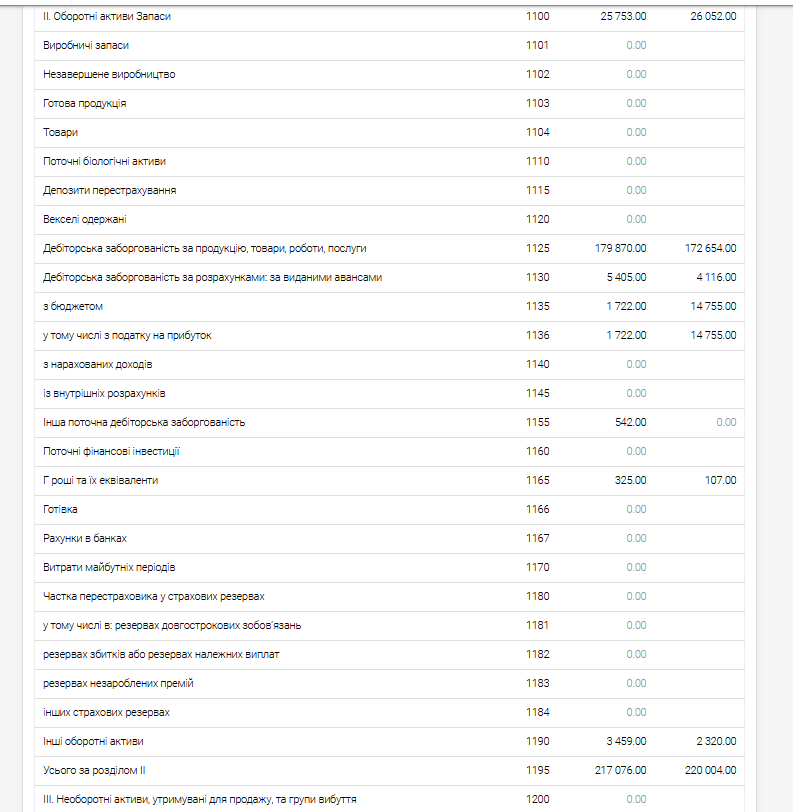 II. Оборотні активи Запаси 1100 25 753.00 26 052.00
Виробничі запаси 1101 0.00
Незавершене виробництво 1102 0.00
Готова продукція 1103 0.00
Товари 1104 0.00
Поточні біологічні активи 1110 0.00
Депозити перестрахування 1115 0.00
Векселі одержані 1120 0.00
Дебіторська заборгованість за продукцію, товари, роботи, послуги 1125 179 870.00 172 654.00
Дебіторська заборгованість за розрахунками: за виданими авансами 1130 5 405.00 4 116.00
з бюджетом 1135 1 722.00 14 755.00
у тому числі з податку на прибуток 1136 1 722.00 14 755.00
з нарахованих доходів 1140 0.00
із внутрішніх розрахунків 1145 0.00
Інша поточна дебіторська заборгованість 1155 542.00 0.00
Поточні фінансові інвестиції 1160 0.00
Г роші та їх еквіваленти 1165 325.00 107.00
Готівка 1166 0.00
Рахунки в банках 1167 0.00
Витрати майбутніх періодів 1170 0.00
Частка перестраховика у страхових резервах 1180 0.00
у тому числі в: резервах довгострокових зобов'язань 1181 0.00
резервах збитків або резервах належних виплат 1182 0.00
резервах незароблених премій 1183 0.00
інших страхових резервах 1184 0.00
Інші оборотні активи 1190 3 459.00 2 320.00
Усього за розділом II 1195 217 076.00 220 004.00
III. Необоротні активи, утримувані для продажу, та групи вибуття 1200 0.00